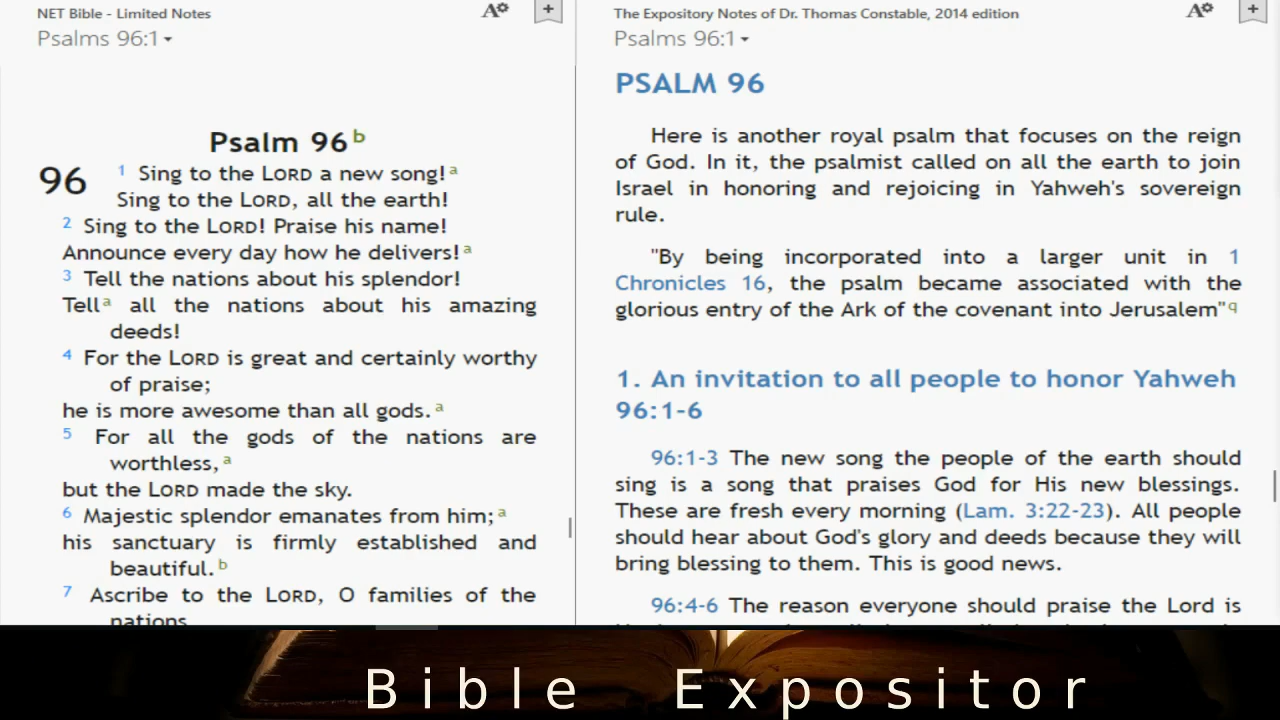 NET Bible - Limited Notes
Psalms 96:1
Psalm 96 b
96 1 Sing to the LORD a new song! a
Sing to the LORD, all the earth!
2 Sing to the LORD! Praise his name!
Announce every day how he delivers! a
3 Tell the nations about his splendor!
Tell a all the nations about his amazing
deeds!
4 For the LORD is great and certainly worthy
of praise;
he is more awesome than all gods. a
5 For all the gods of the nations are
worthless, a
but the LORD made the sky.
6 Majestic splendor emanates from him; a
his sanctuary is firmly established and
beautiful. b
7 Ascribe to the LORD, O families of the
nations
The Expository Notes of Dr. Thomas Constable, 2014 edition
Psalms 96:1
PSALM 96
Here is another royal psalm that focuses on the reign
of God. In it, the psalmist called on all the earth to join
Israel in honoring and rejoicing in Yahweh's sovereign
rule.
"By being incorporated into a larger unit in 1
Chronicles 16, the psalm became associated with the
glorious entry of the Ark of the covenant into Jerusalem" q
1. An invitation to all people to honor Yahweh
96:1-6
96:1-3 The new song the people of the earth should
sing is a song that praises God for His new blessings.
These are fresh every morning (Lam. 3:22-23). All people
should hear about God's glory and deeds because they will
bring blessing to them. This is good news.
96:4-6 The reason everyone should praise the Lord is
Bible Expositor